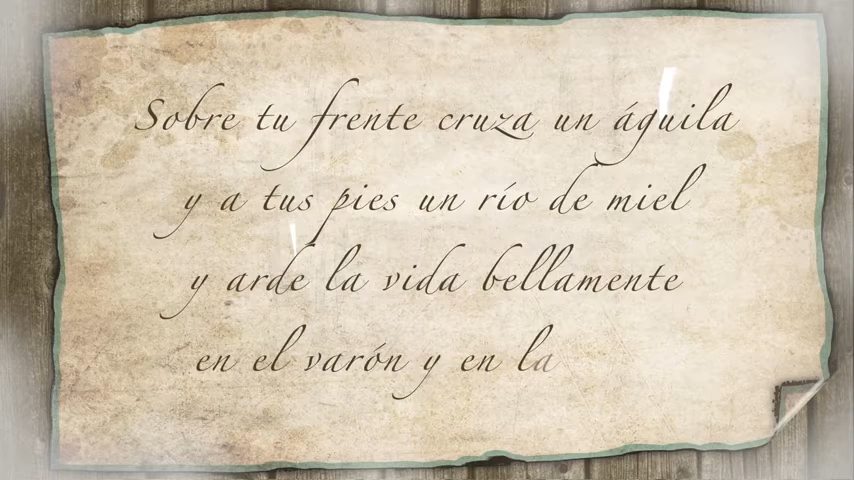 Sobre tu frente cruza un águila
y a tus pies un río de miel
y arde la vida bellamente
en el varón y en la